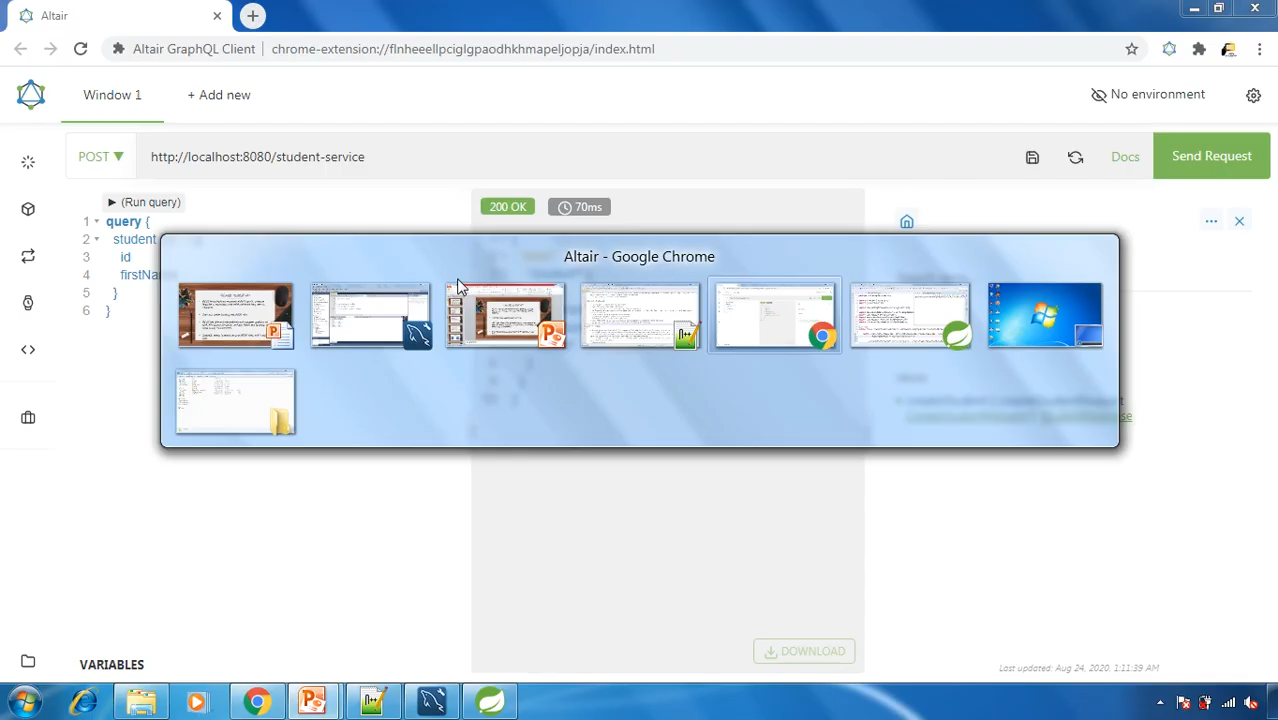 Altair
Altair GraphQL Client
chrome-extension://flnheeellpciglgpaodhkhmapeljopja/index.html
Window 1
+ Add new
No environment
POST ▼
http://localhost:8080/student-service
Docs
Send Request
▶ (Run query)
200 OK
70ms
1 query {
2 student
3 id
4 firstName
5 }
6 }
Altair - Google Chrome
DOWNLOAD
VARIABLES
Last updated: Aug 24, 2020, 1:11:39 AM